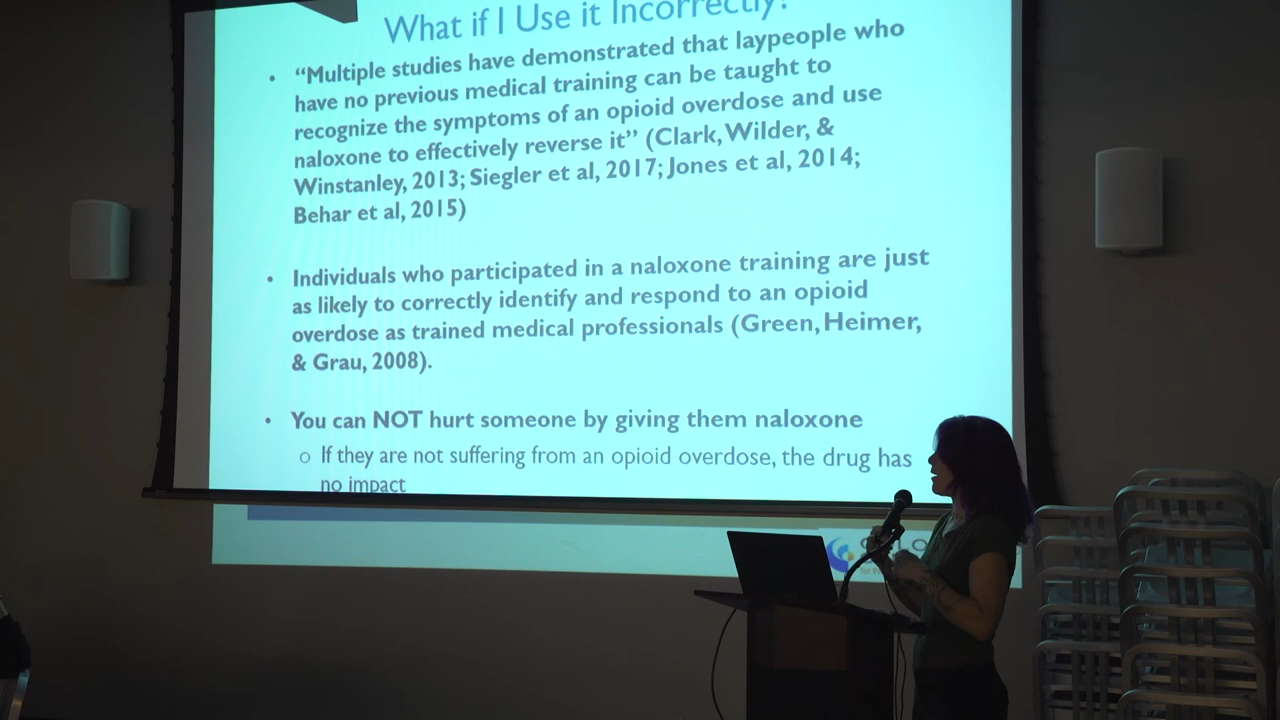 What if I Use it Incorrectly?
• “Multiple studies have demonstrated that laypeople who
have no previous medical training can be taught to
recognize the symptoms of an opioid overdose and use
naloxone to effectively reverse it” (Clark, Wilder, &
Winstanley, 2013; Siegler et al, 2017; Jones et al, 2014;
Behar et al, 2015)
• Individuals who participated in a naloxone training are just
as likely to correctly identify and respond to an opioid
overdose as trained medical professionals (Green, Heimer,
& Grau, 2008).
• You can NOT hurt someone by giving them naloxone
o If they are not suffering from an opioid overdose, the drug has
no impact